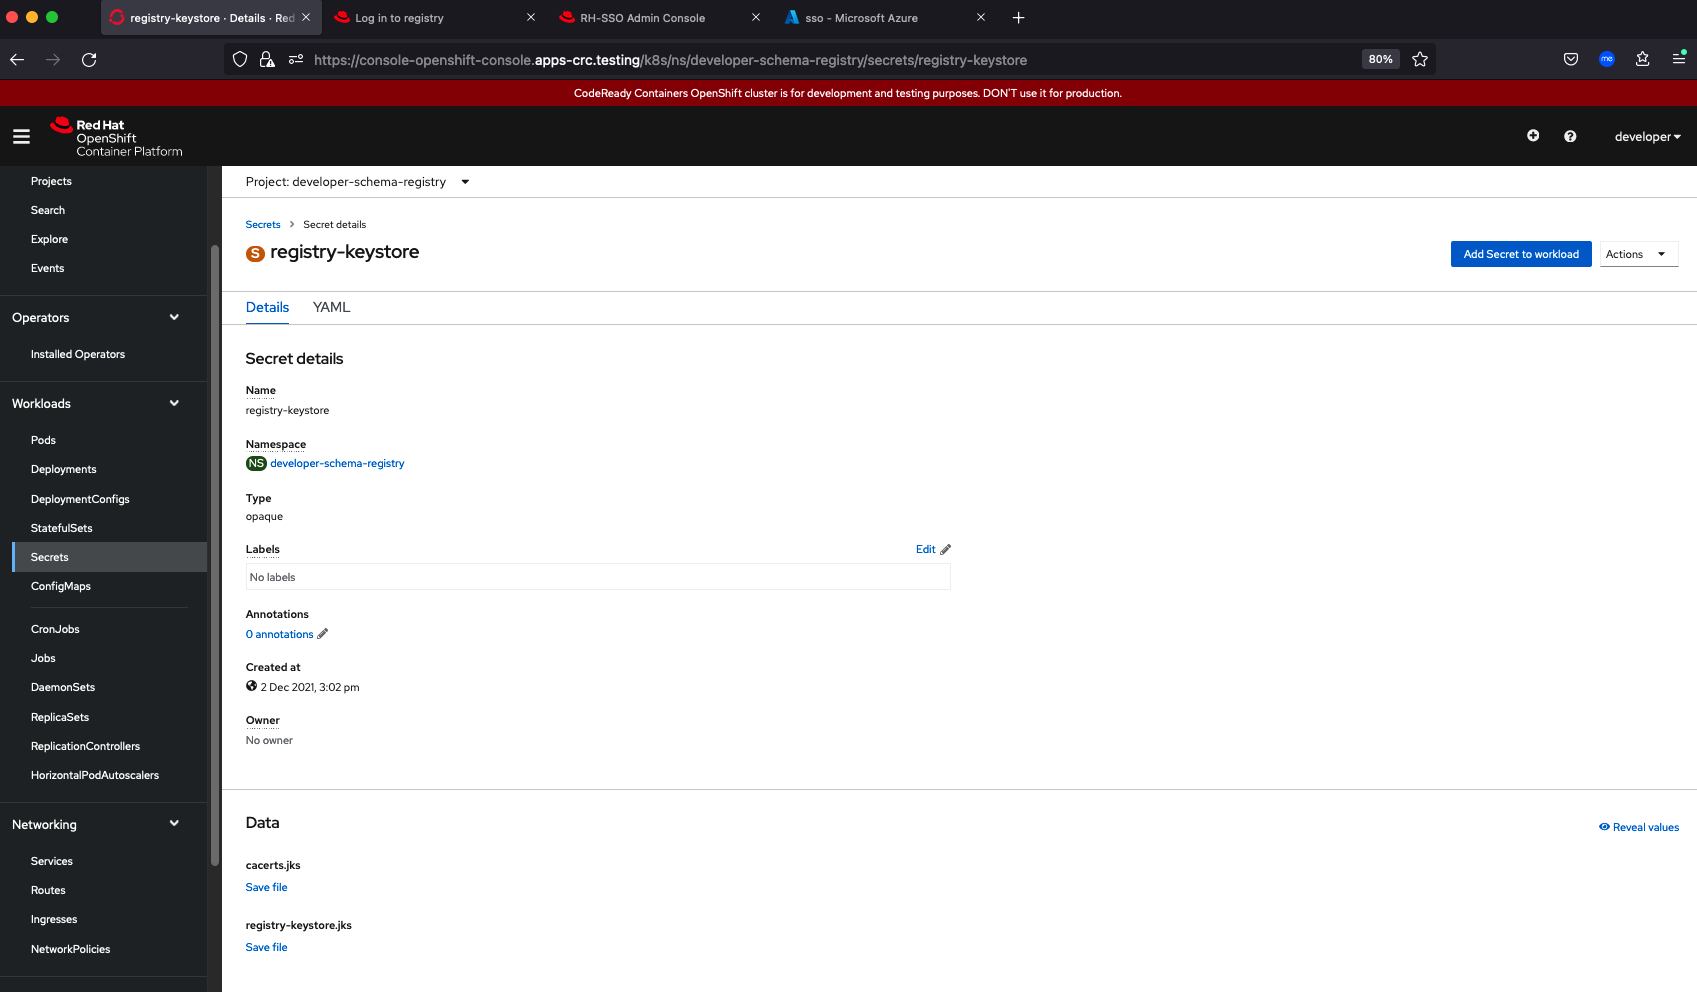 registry-keystore · Details · Red
Log in to registry
RH-SSO Admin Console
sso - Microsoft Azure
https://console-openshift-console.apps-crc.testing/k8s/ns/developer-schema-registry/secrets/registry-keystore
80%
me
CodeReady Containers OpenShift cluster is for development and testing purposes. DON'T use it for production.
Red Hat
OpenShift
Container Platform
developer
Projects
Search
Explore
Events
Operators
Installed Operators
Workloads
Pods
Deployments
DeploymentConfigs
StatefulSets
Secrets
ConfigMaps
CronJobs
Jobs
DaemonSets
ReplicaSets
ReplicationControllers
HorizontalPodAutoscalers
Networking
Services
Routes
Ingresses
NetworkPolicies
Project: developer-schema-registry
Secrets > Secret details
S registry-keystore
Add Secret to workload
Actions
Details
YAML
Secret details
Name
registry-keystore
Namespace
NS developer-schema-registry
Type
opaque
Labels
Edit
No labels
Annotations
0 annotations
Created at
2 Dec 2021, 3:02 pm
Owner
No owner
Data
Reveal values
cacerts.jks
Save file
registry-keystore.jks
Save file